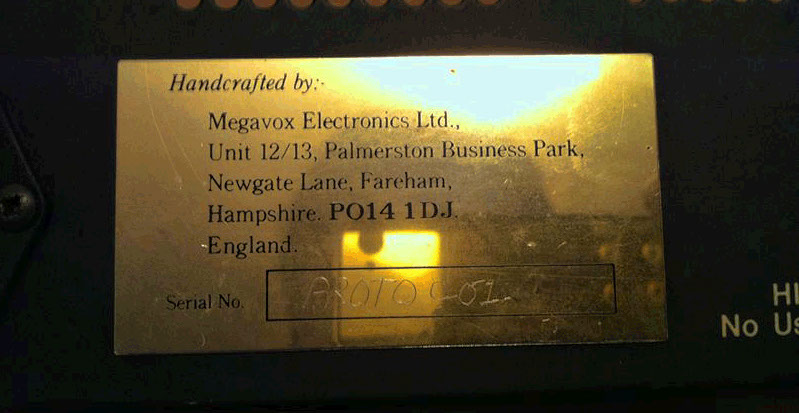 Handcrafted by:-
Megavox Electronics Ltd.,
Unit 12/13, Palmerston Business Park,
Newgate Lane, Fareham,
Hampshire. PO14 1DJ.
England.
Serial No.
HI
No Us